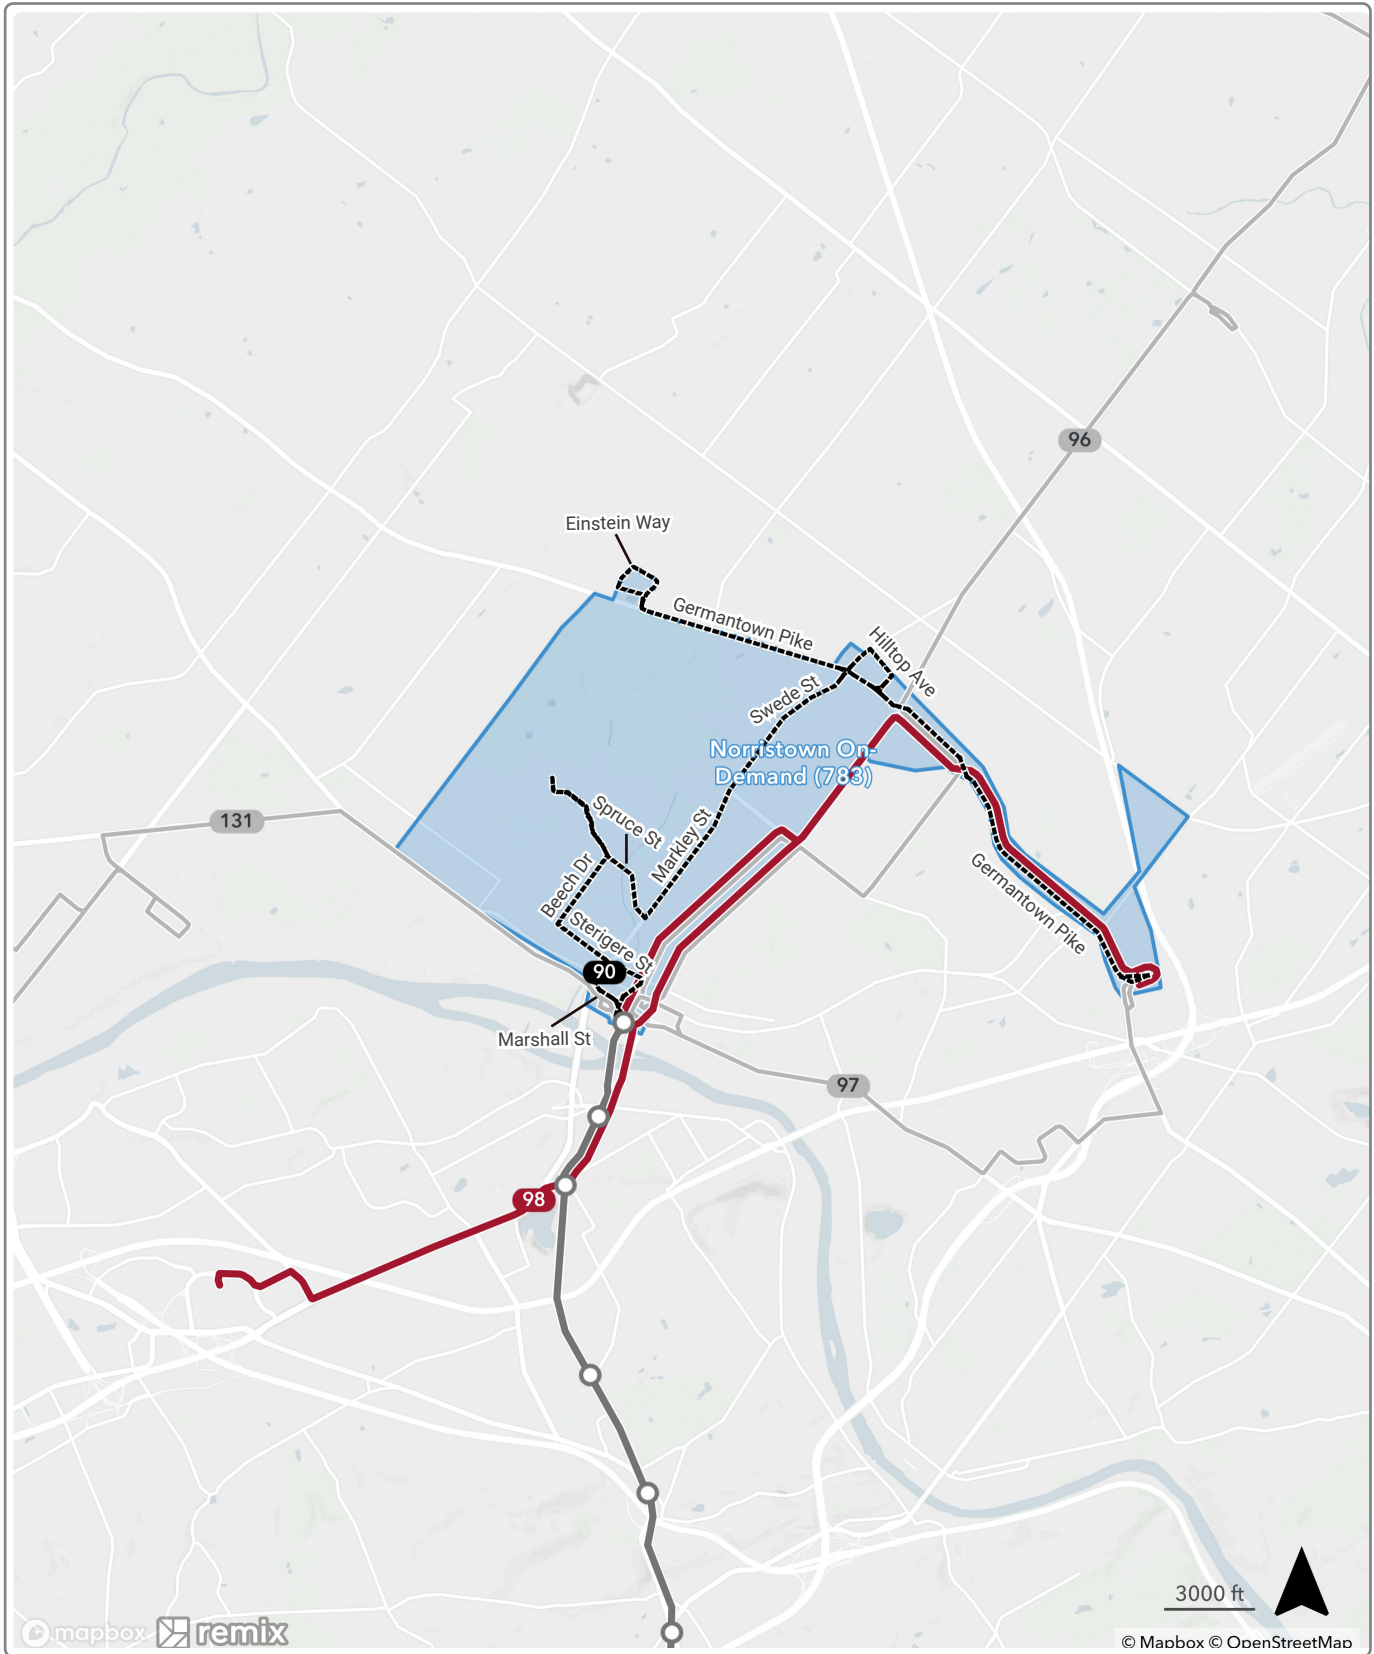 96
Einstein Way
Germantown Pike
Hilltop Ave
Swede St
Norristown On-
Demand (783)
131
Spruce St
Markley St
Beech Dr
Germantown Pike
Sterigere St
90
Marshall St
97
98
3000 ft
mapbox
remix
© Mapbox © OpenStreetMap